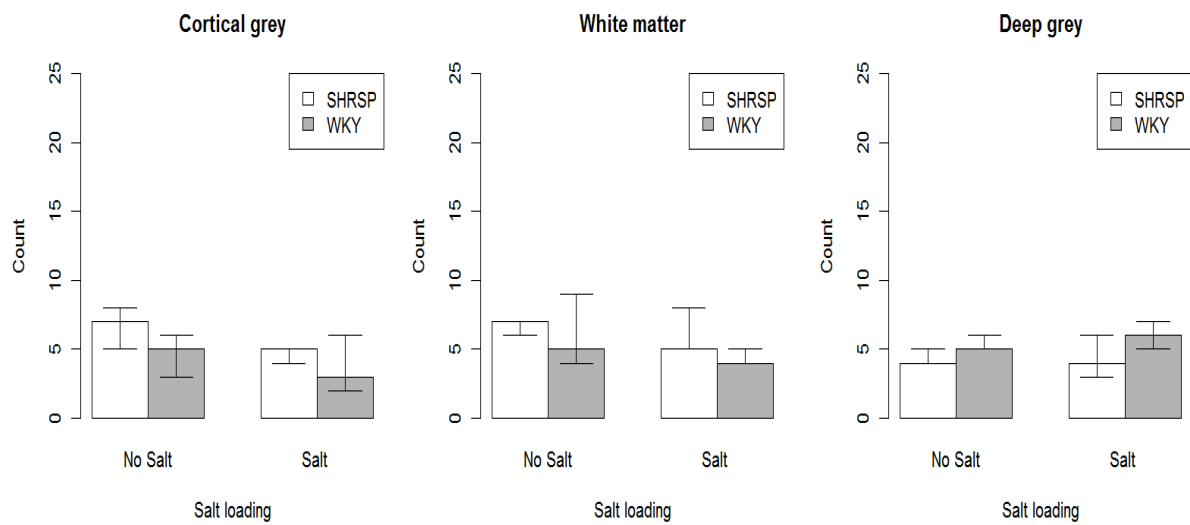 Cortical grey
25
20
15
10
5
0
Count
SHRSP
WKY
No Salt
Salt
Salt loading
White matter
25
20
15
10
5
0
Count
SHRSP
WKY
No Salt
Salt
Salt loading
Deep grey
25
20
15
10
5
0
Count
SHRSP
WKY
No Salt
Salt
Salt loading